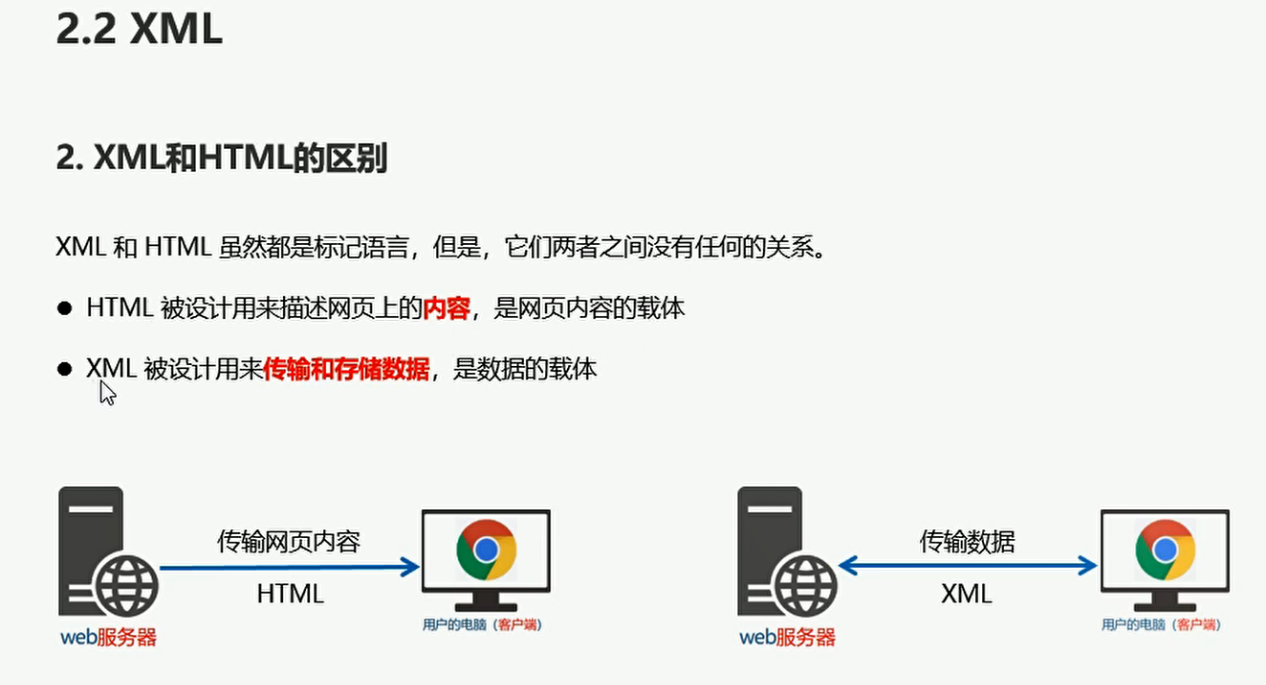 2.2 XML
2. XML和HTML的区别
XML 和 HTML 虽然都是标记语言，但是，它们两者之间没有任何的关系。
● HTML 被设计用来描述网页上的内容，是网页内容的载体
● XML 被设计用来传输和存储数据，是数据的载体
传输网页内容
HTML
web服务器
用户的电脑（客户端）
传输数据
XML
web服务器
用户的电脑（客户端）